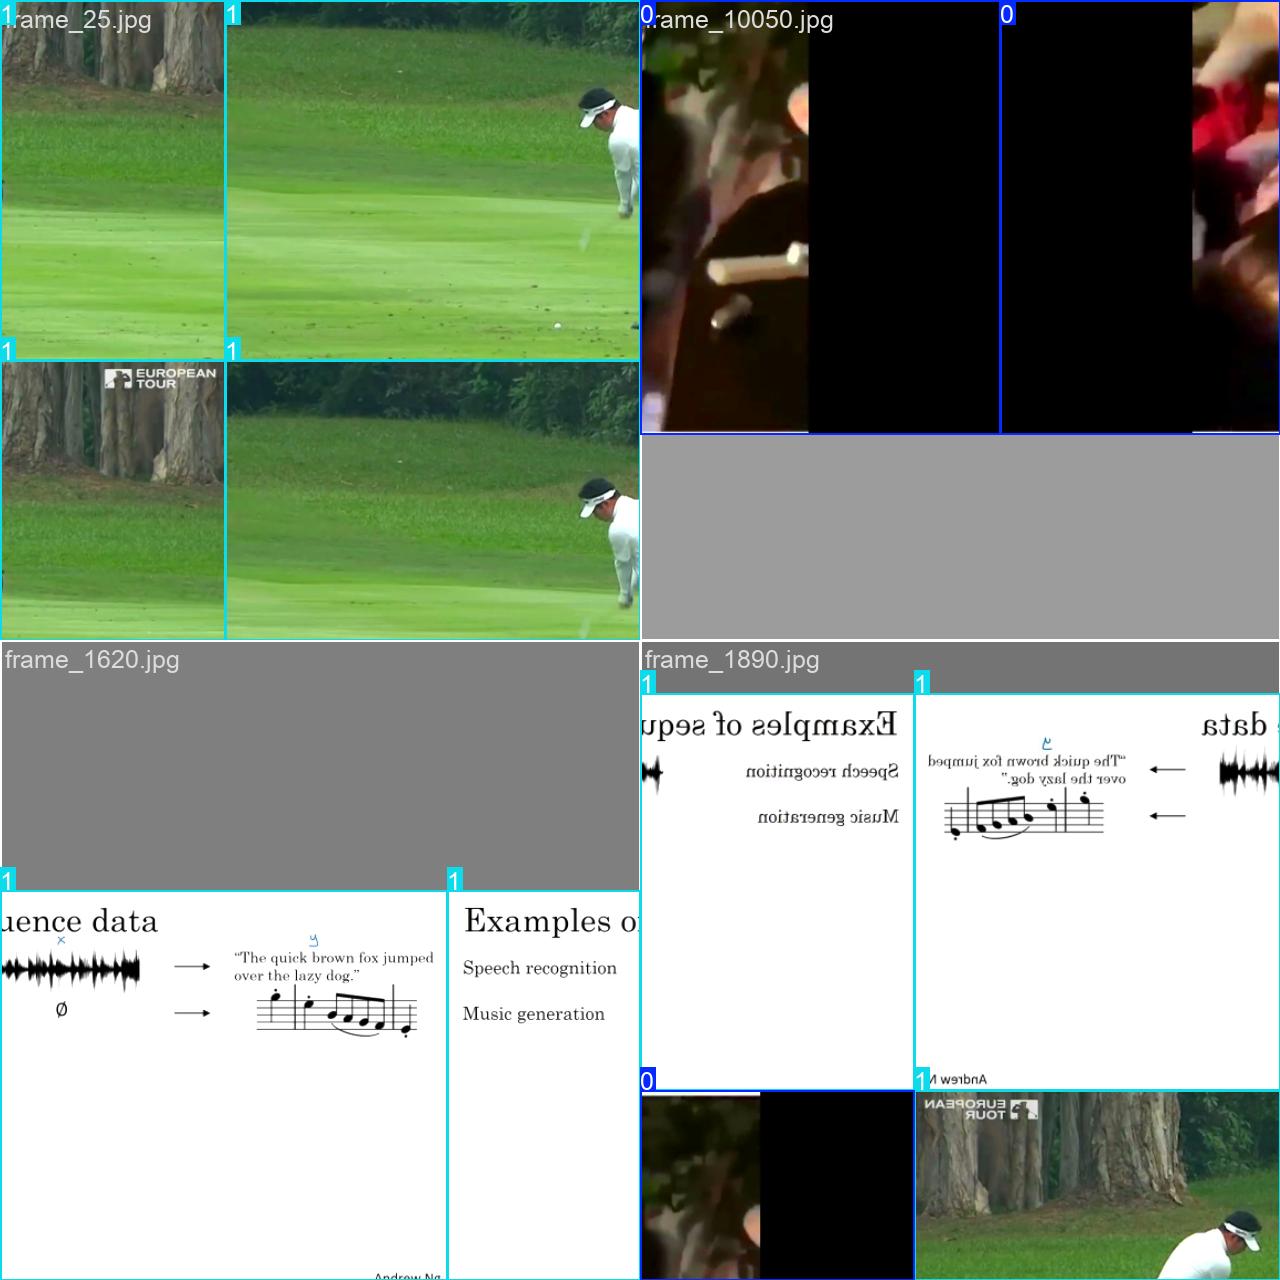 1
frame_25.jpg
1
0
frame_10050.jpg
0
1
1
EUROPEAN
TOUR
frame_1620.jpg
1
1
uence data
x
y
"The quick brown fox jumped
over the lazy dog."
Ø
Andrew Ng
Examples o
Speech recognition
Music generation
frame_1890.jpg
1
1
Examples of sequ
Speech recognition
Music generation
data
y
"The quick brown fox jumped
over the lazy dog."
Andrew N
0
1
EUROPEAN
TOUR